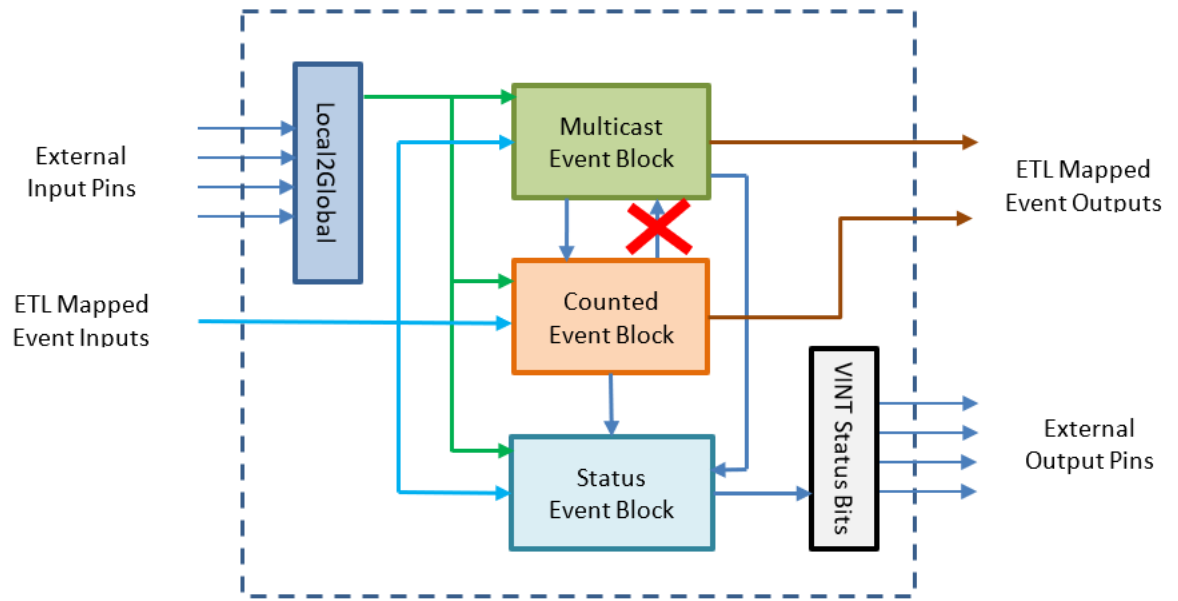 External
Input Pins
ETL Mapped
Event Inputs
Local2Global
Multicast
Event Block
Counted
Event Block
Status
Event Block
VINT Status Bits
ETL Mapped
Event Outputs
External
Output Pins